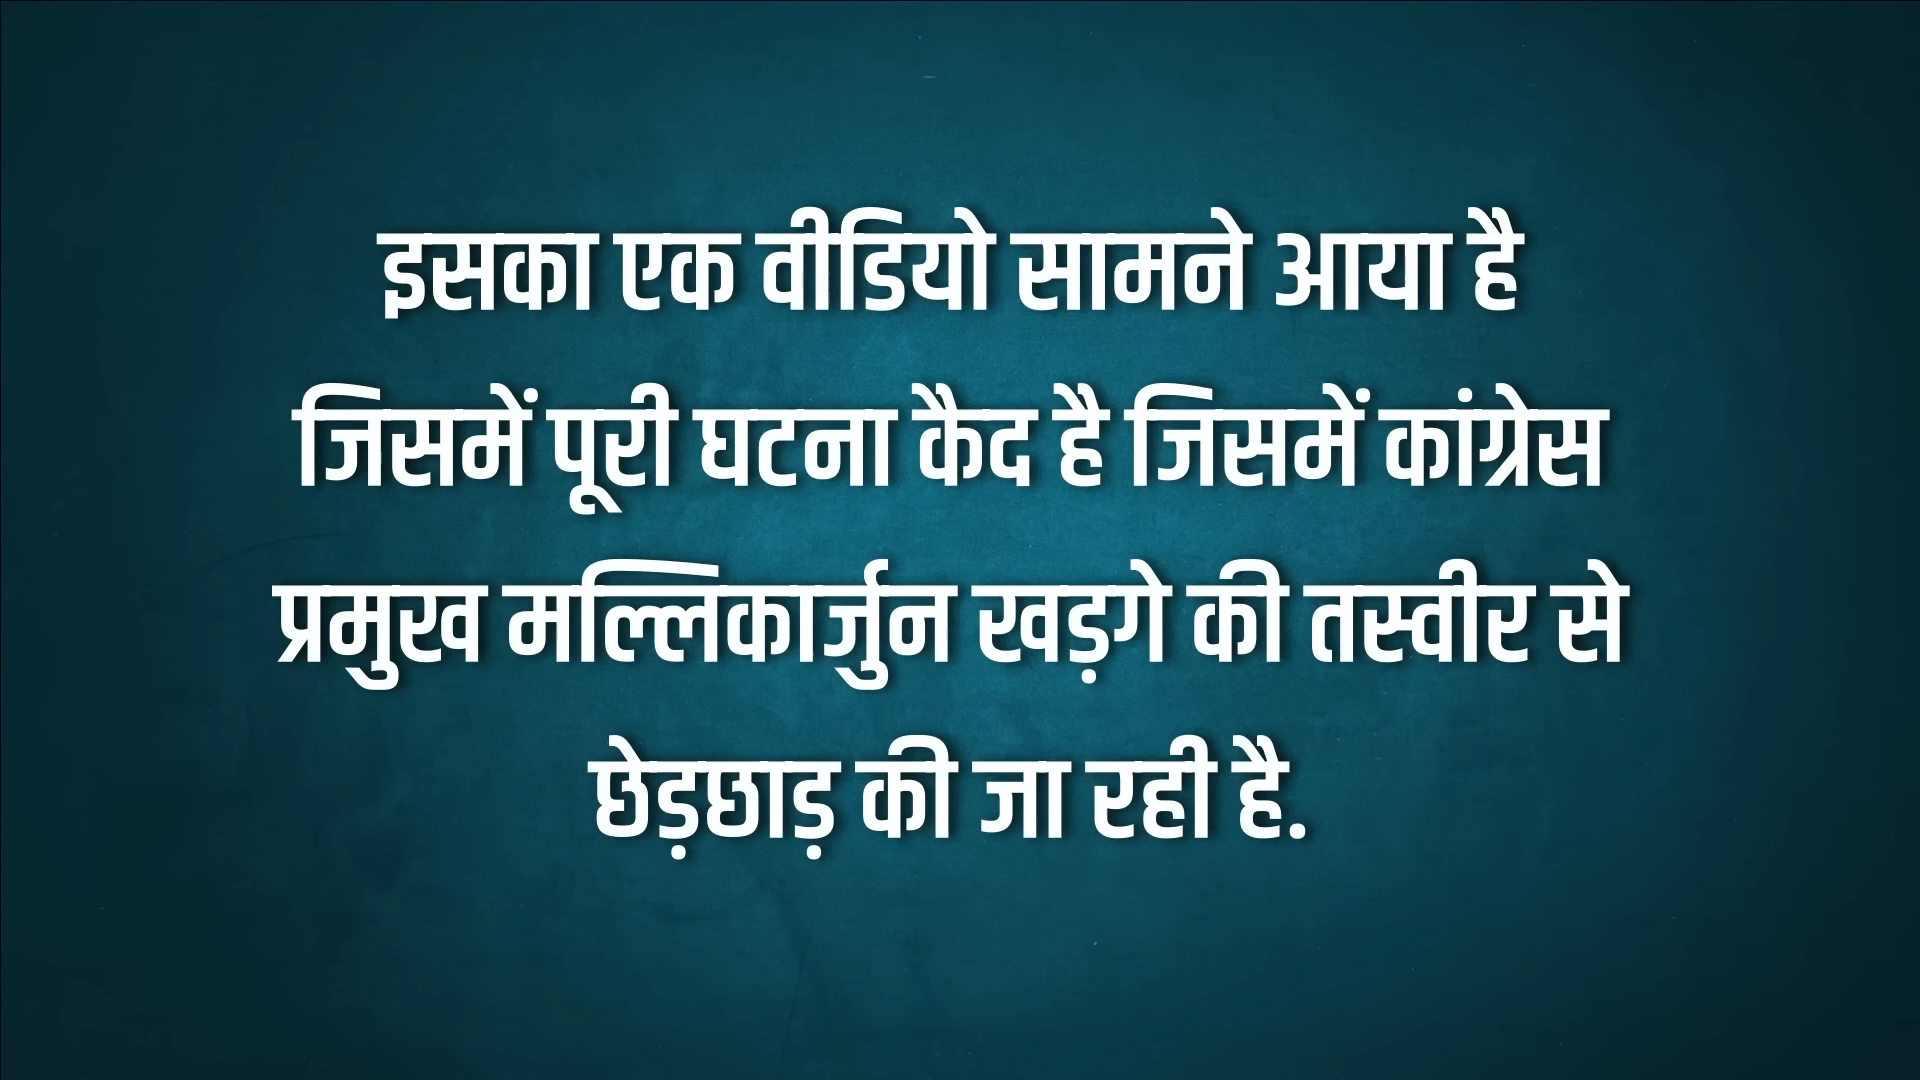 इसका एक वीडियो सामने आया है
जिसमें पूरी घटना कैद है जिसमें कांग्रेस
प्रमुख मल्लिकार्जुन खड़गे की तस्वीर से
छेड़छाड़ की जा रही है.